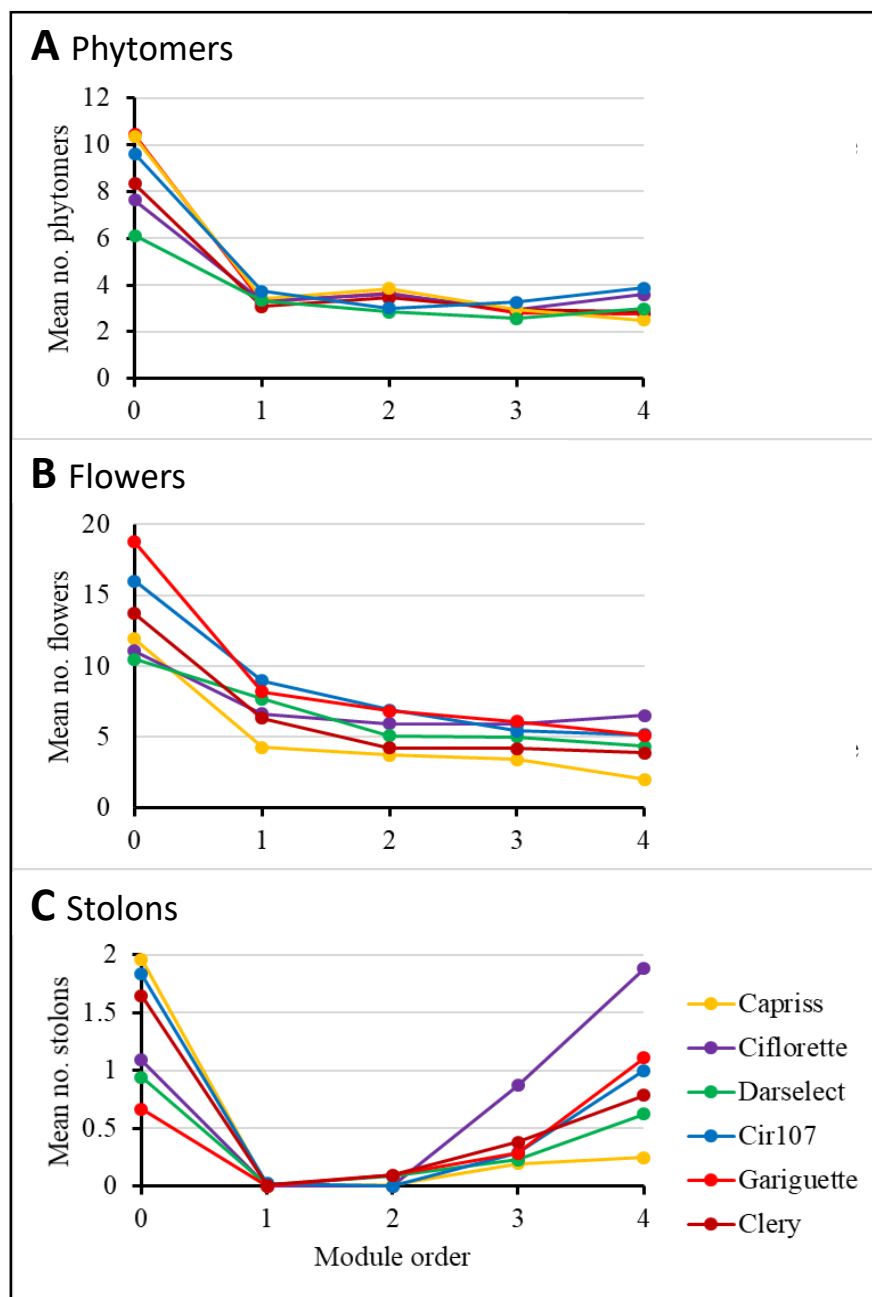 A Phytomers
Mean no. phytomers
12
10
8
6
4
2
0
0 1 2 3 4
B Flowers
Mean no. flowers
20
15
10
5
0
0 1 2 3 4
C Stolons
Mean no. stolons
2
1.5
1
0.5
0
0 1 2 3 4
Module order
Capriss
Ciflorette
Darselect
Cir107
Gariguette
Clery